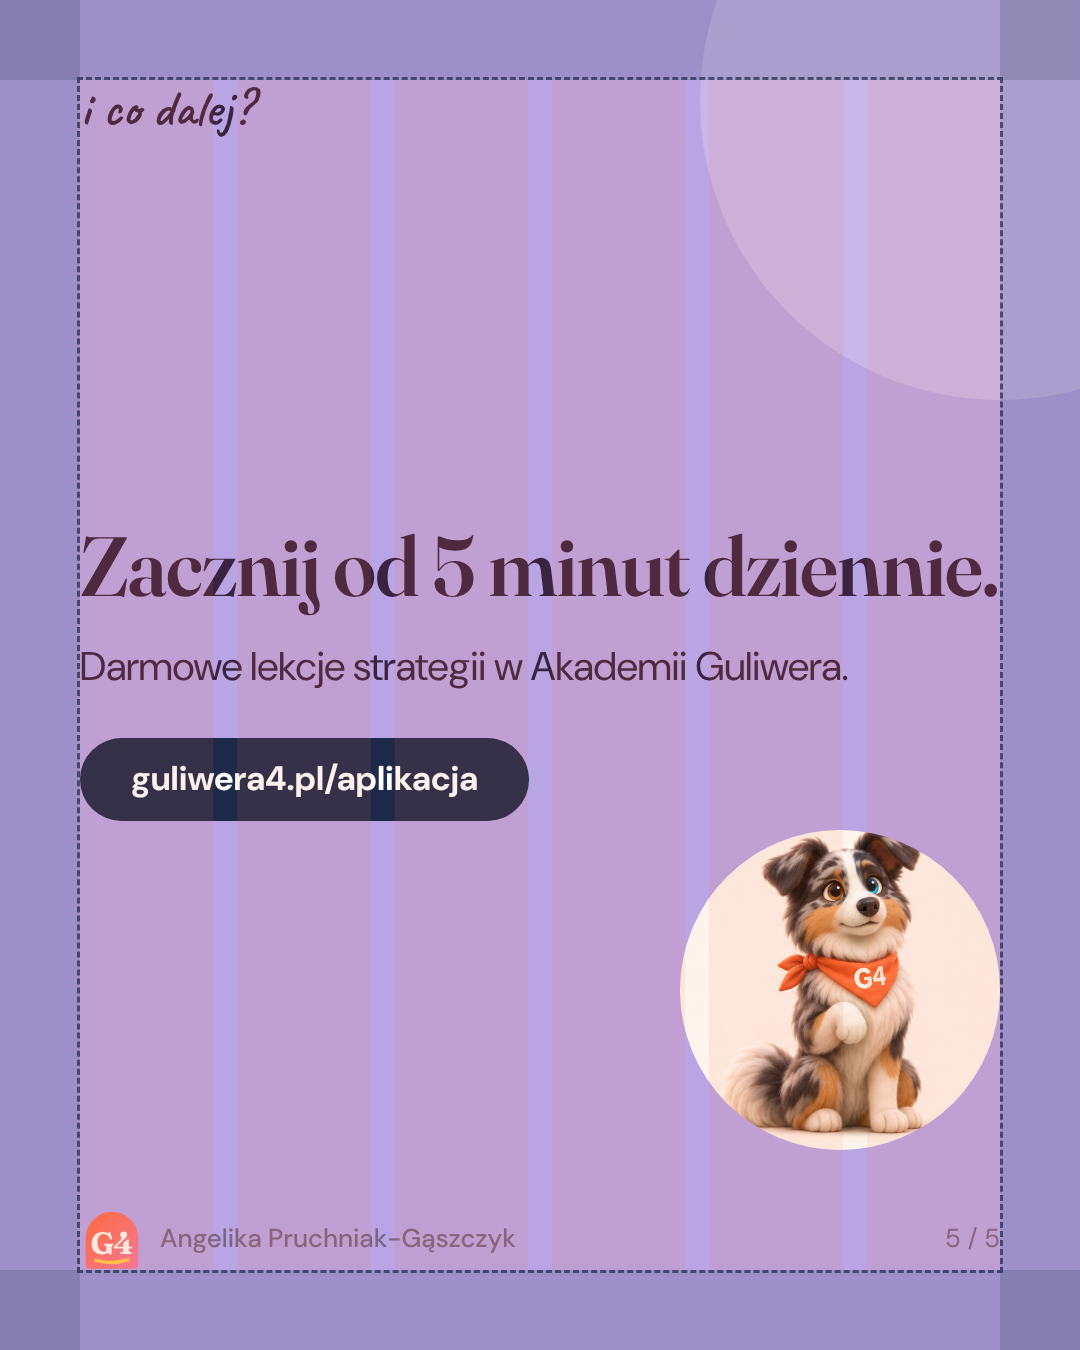 i co dalej?
Zacznij od 5 minut dziennie.
Darmowe lekcje strategii w Akademii Guliwera.
guliwera4.pl/aplikacja
G4
G4
Angelika Pruchniak-Gąszczyk
5 / 5